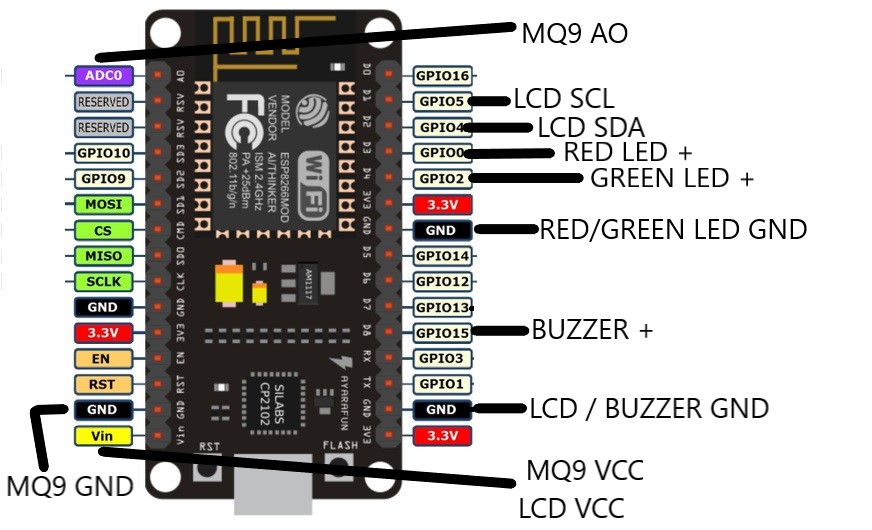 MQ9 AO
ADC0
RESERVED
RESERVED
GPIO10
GPIO9
MOSI
CS
MISO
SCLK
GND
3.3V
EN
RST
GND
Vin
MQ9 GND
A0
RSV
RSV
SD3
SD2
SD1
CMD
SD0
CLK
GND
3V3
EN
RST
GND
Vin
MODEL
VENDOR
ESP8266MOD
AI/THINKER
ISM 2.4GHz
PA +25dBm
802.11b/g/n
FC
WiFi
AM1117
SILABS
CP2102
AYARAFUN
RST
FLASH
D0
D1
D2
D3
D4
3V3
GND
D5
D6
D7
D8
RX
TX
GND
3V3
GPIO16
GPIO5 LCD SCL
GPIO4 LCD SDA
GPIO0 RED LED +
GPIO2 GREEN LED +
3.3V
GND RED/GREEN LED GND
GPIO14
GPIO12
GPIO13
GPIO15 BUZZER +
GPIO3
GPIO1
GND LCD / BUZZER GND
3.3V
MQ9 VCC
LCD VCC